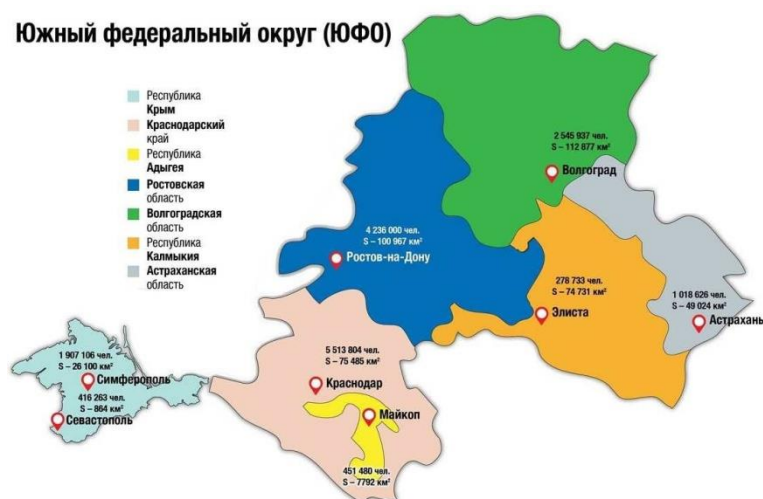 Южный федеральный округ (ЮФО)
Республика
Крым
Краснодарский
край
Республика
Адыгея
Ростовская
область
Волгоградская
область
Республика
Калмыкия
Астраханская
область
2 545 937 чел.
S – 112 877 км²
Волгоград
4 236 000 чел.
S – 100 967 км²
Ростов-на-Дону
278 733 чел.
S – 74 731 км²
Элиста
1 018 626 чел.
S – 49 024 км²
Астрахань
1 907 106 чел.
S – 26 100 км²
Симферополь
416 263 чел.
S – 864 км²
Севастополь
5 513 804 чел.
S – 75 485 км²
Краснодар
Майкоп
451 480 чел.
S – 7792 км²